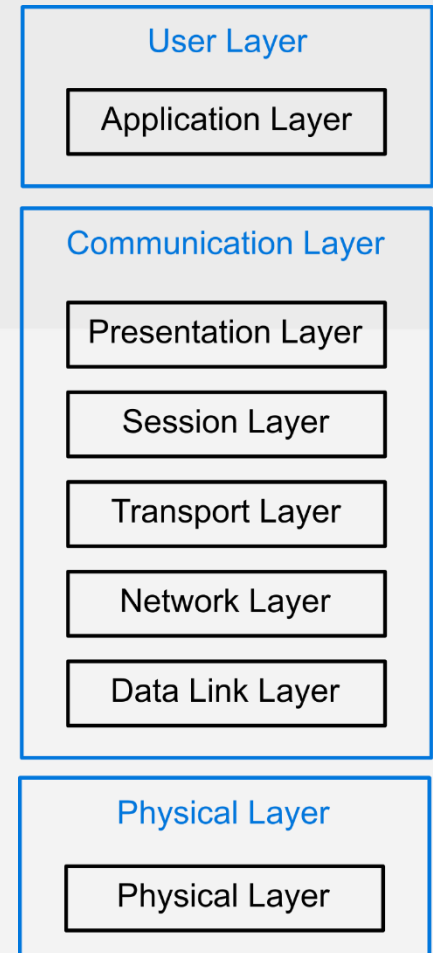 User Layer
Application Layer
Communication Layer
Presentation Layer
Session Layer
Transport Layer
Network Layer
Data Link Layer
Physical Layer
Physical Layer